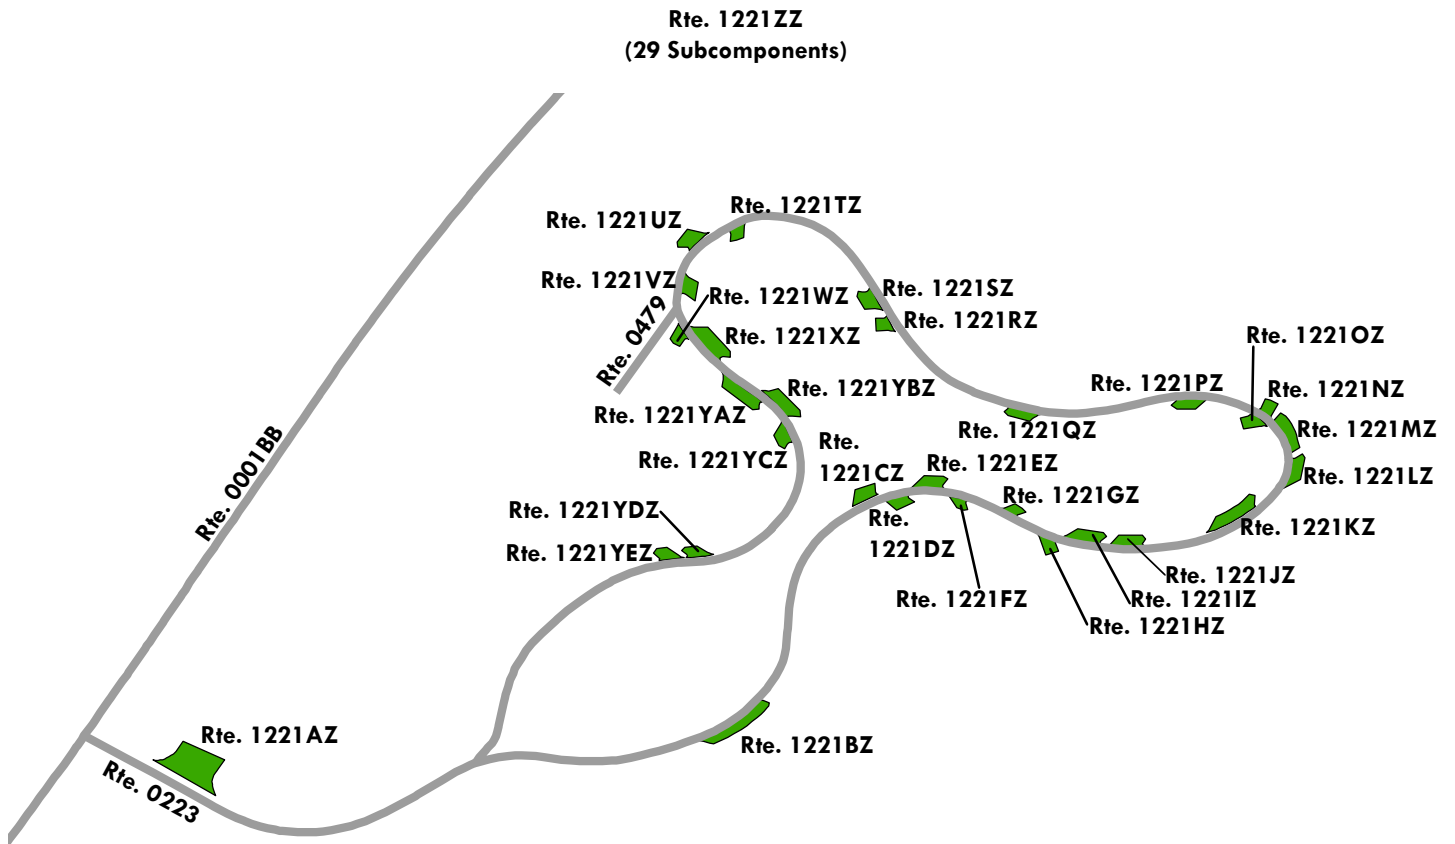 Rte. 1221ZZ
(29 Subcomponents)
Rte. 1221TZ
Rte. 1221UZ
Rte. 1221VZ
Rte. 1221WZ
Rte. 1221SZ
Rte. 1221RZ
Rte. 0479
Rte. 1221XZ
Rte. 1221OZ
Rte. 1221YBZ
Rte. 1221PZ
Rte. 1221NZ
Rte. 1221YAZ
Rte. 1221QZ
Rte. 1221MZ
Rte. 1221YCZ
Rte.
1221CZ
Rte. 1221EZ
Rte. 1221LZ
Rte. 0001BB
Rte. 1221GZ
Rte. 1221YDZ
Rte.
1221DZ
Rte. 1221KZ
Rte. 1221YEZ
Rte. 1221JZ
Rte. 1221FZ
Rte. 1221IZ
Rte. 1221HZ
Rte. 1221AZ
Rte. 1221BZ
Rte. 0223